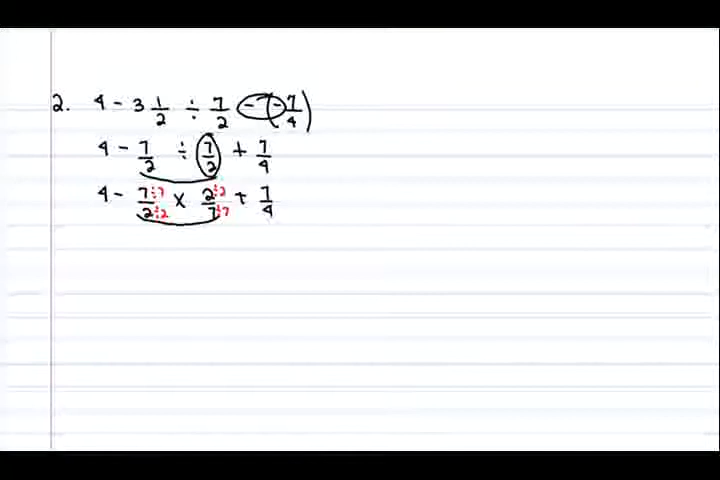 2. 4 - 3 1/2 ÷ 7/2 - (- 7/4)
4 - 7/2 ÷ 7/2 + 7/4
4 - 7÷7/2÷2 × 2÷2/7÷7 + 7/4